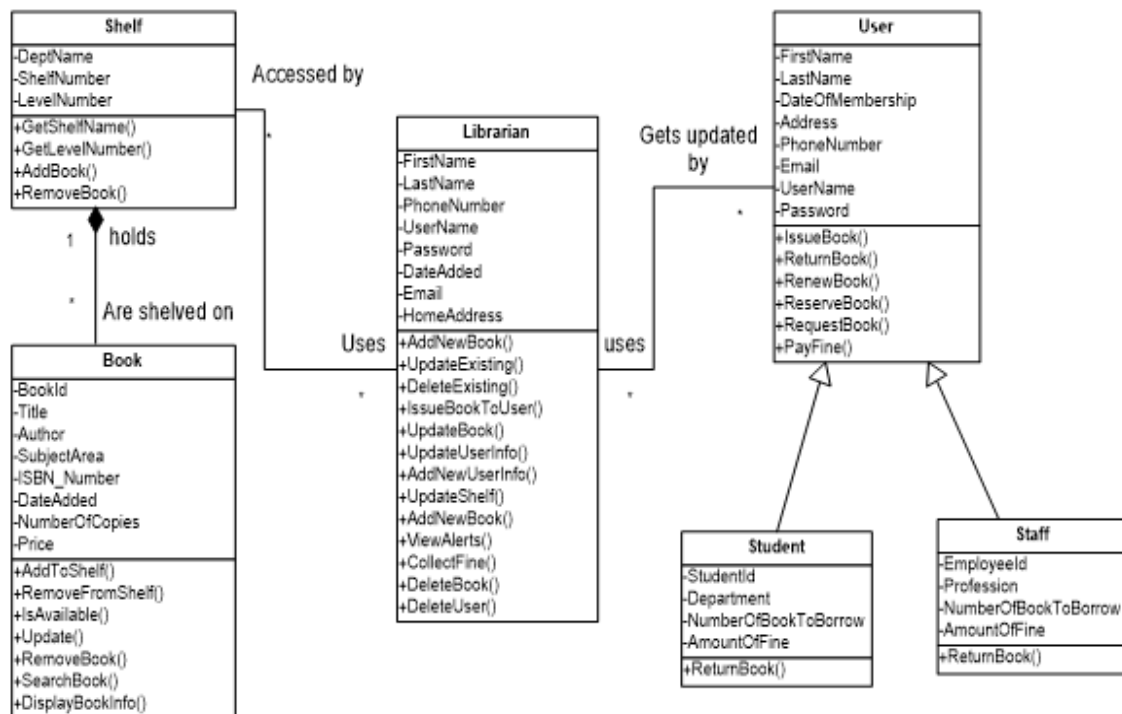 Shelf
-DeptName
-ShelfNumber
-LevelNumber
+GetShelfName()
+GetLevelNumber()
+AddBook()
+RemoveBook()
Accessed by
*
1
holds
*
Are shelved on
Book
-BookId
-Title
-Author
-SubjectArea
-ISBN_Number
-DateAdded
-NumberOfCopies
-Price
+AddToShelf()
+RemoveFromShelf()
+IsAvailable()
+Update()
+RemoveBook()
+SearchBook()
+DisplayBookInfo()
Uses
*
Librarian
-FirstName
-LastName
-PhoneNumber
-UserName
-Password
-DateAdded
-Email
-HomeAddress
+AddNewBook()
+UpdateExisting()
+DeleteExisting()
+IssueBookToUser()
+UpdateBook()
+UpdateUserInfo()
+AddNewUserInfo()
+UpdateShelf()
+AddNewBook()
+ViewAlerts()
+CollectFine()
+DeleteBook()
+DeleteUser()
uses
*
Gets updated
by
*
User
-FirstName
-LastName
-DateOfMembership
-Address
-PhoneNumber
-Email
-UserName
-Password
+IssueBook()
+ReturnBook()
+RenewBook()
+ReserveBook()
+RequestBook()
+PayFine()
Student
-StudentId
-Department
-NumberOfBookToBorrow
-AmountOfFine
+ReturnBook()
Staff
-EmployeeId
-Profession
-NumberOfBookToBorrow
-AmountOfFine
+ReturnBook()